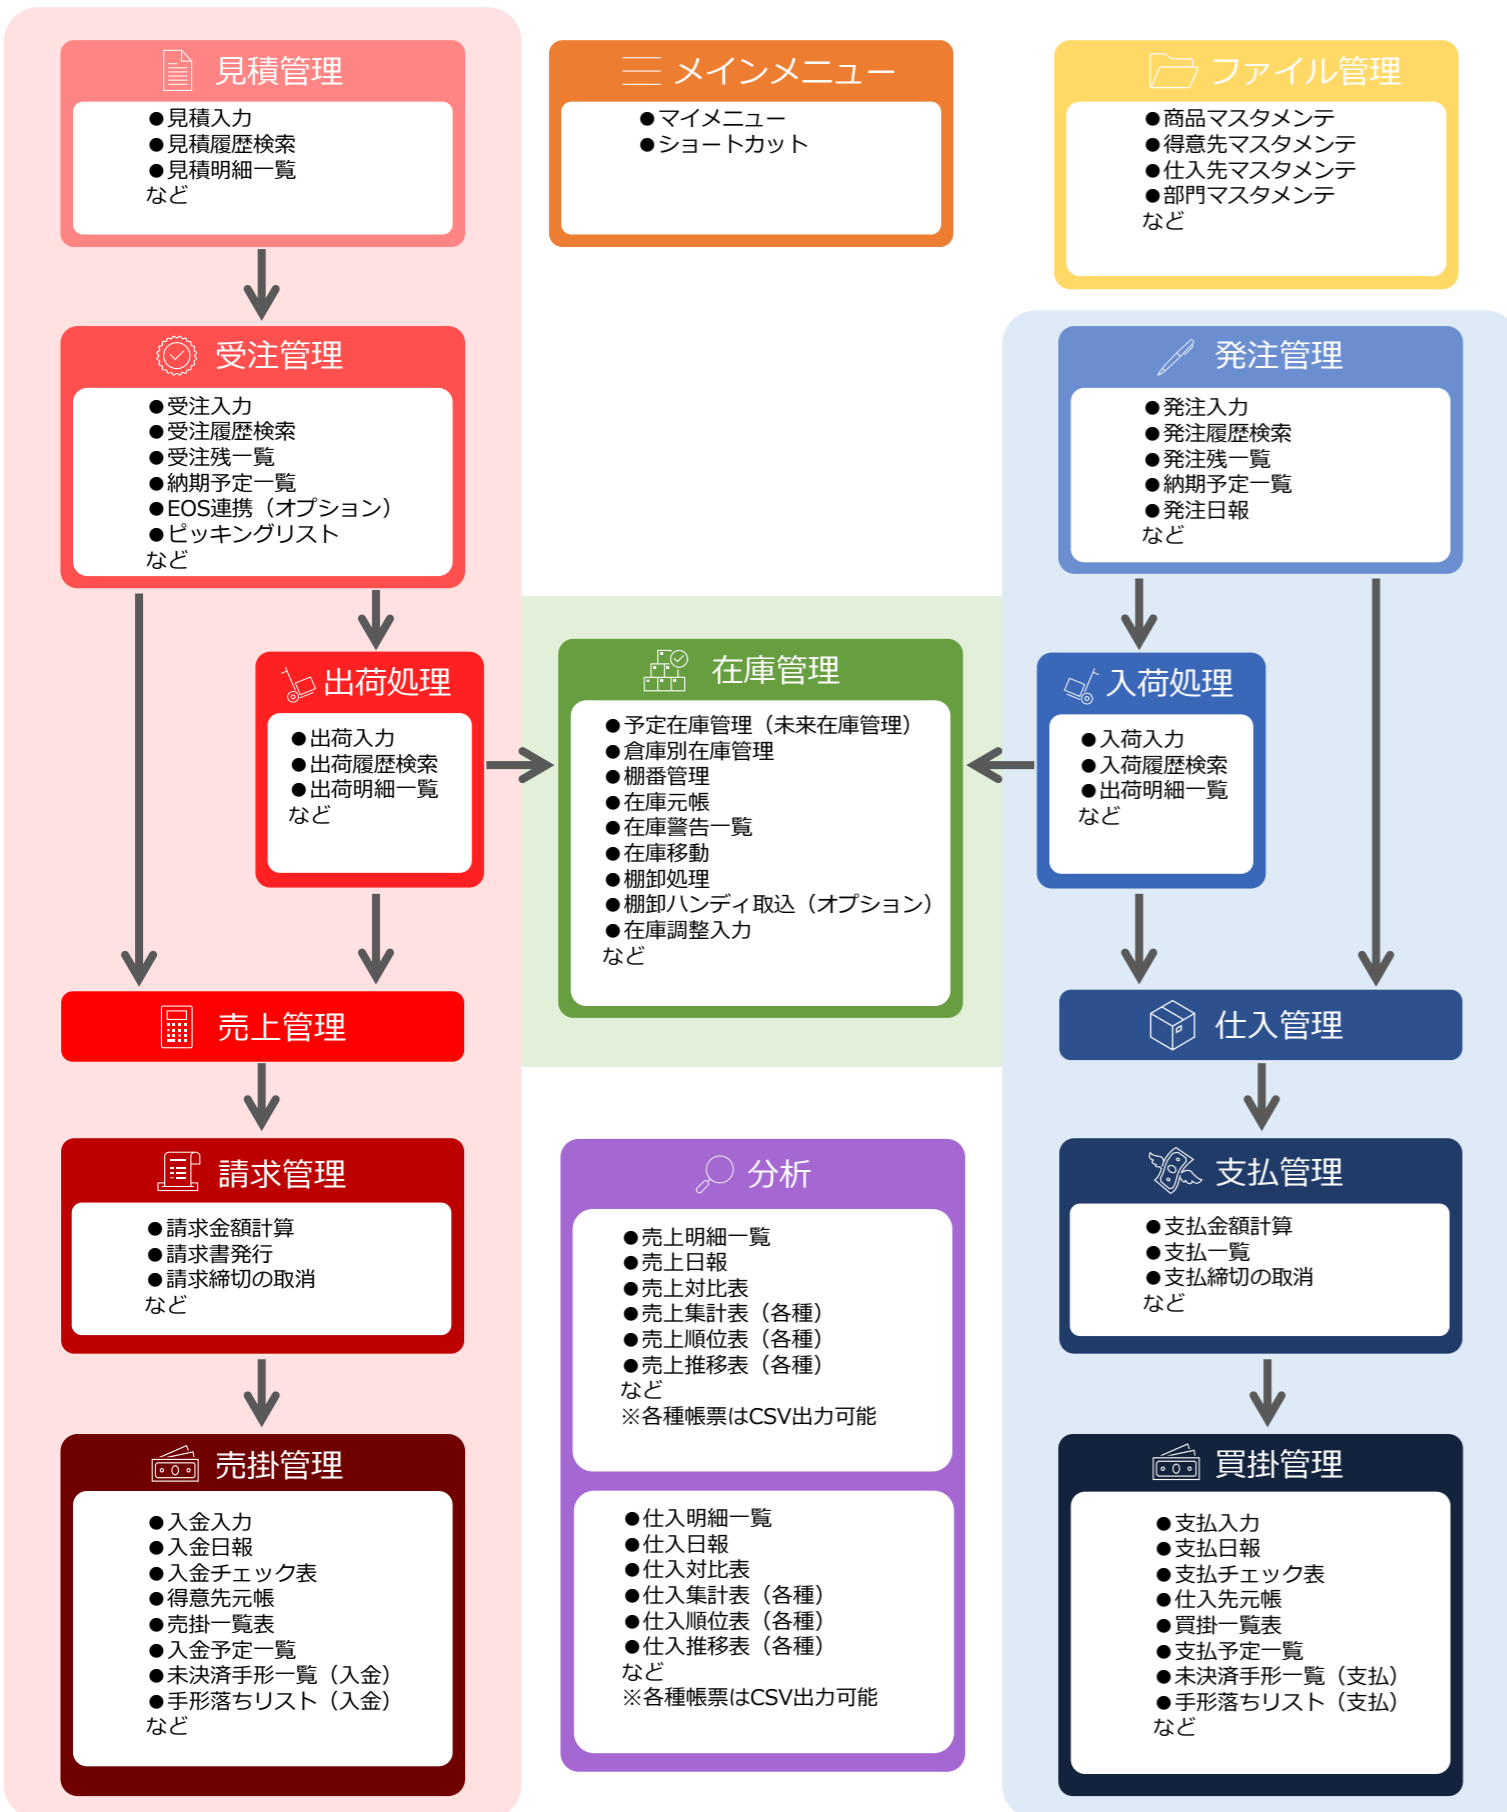 見積管理
●見積入力
●見積履歴検索
●見積明細一覧
など
メインメニュー
●マイメニュー
●ショートカット
ファイル管理
●商品マスタメンテ
●得意先マスタメンテ
●仕入先マスタメンテ
●部門マスタメンテ
など
受注管理
●受注入力
●受注履歴検索
●受注残一覧
●納期予定一覧
●EOS連携（オプション）
●ピッキングリスト
など
発注管理
●発注入力
●発注履歴検索
●発注残一覧
●納期予定一覧
●発注日報
など
出荷処理
●出荷入力
●出荷履歴検索
●出荷明細一覧
など
在庫管理
●予定在庫管理（未来在庫管理）
●倉庫別在庫管理
●棚番管理
●在庫元帳
●在庫警告一覧
●在庫移動
●棚卸処理
●棚卸ハンディ取込（オプション）
●在庫調整入力
など
入荷処理
●入荷入力
●入荷履歴検索
●出荷明細一覧
など
売上管理
仕入管理
請求管理
●請求金額計算
●請求書発行
●請求締切の取消
など
分析
●売上明細一覧
●売上日報
●売上対比表
●売上集計表（各種）
●売上順位表（各種）
●売上推移表（各種）
など
※各種帳票はCSV出力可能
●仕入明細一覧
●仕入日報
●仕入対比表
●仕入集計表（各種）
●仕入順位表（各種）
●仕入推移表（各種）
など
※各種帳票はCSV出力可能
支払管理
●支払金額計算
●支払一覧
●支払締切の取消
など
売掛管理
●入金入力
●入金日報
●入金チェック表
●得意先元帳
●売掛一覧表
●入金予定一覧
●未決済手形一覧（入金）
●手形落ちリスト（入金）
など
買掛管理
●支払入力
●支払日報
●支払チェック表
●仕入先元帳
●買掛一覧表
●支払予定一覧
●未決済手形一覧（支払）
●手形落ちリスト（支払）
など